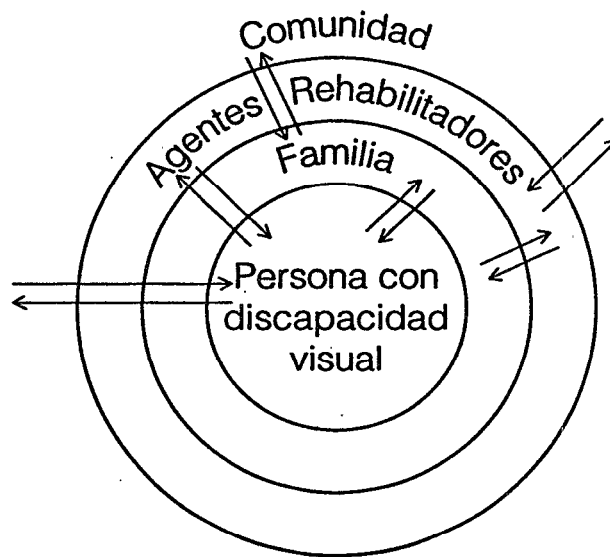 Comunidad
Agentes Rehabilitadores
Familia
Persona con
discapacidad
visual